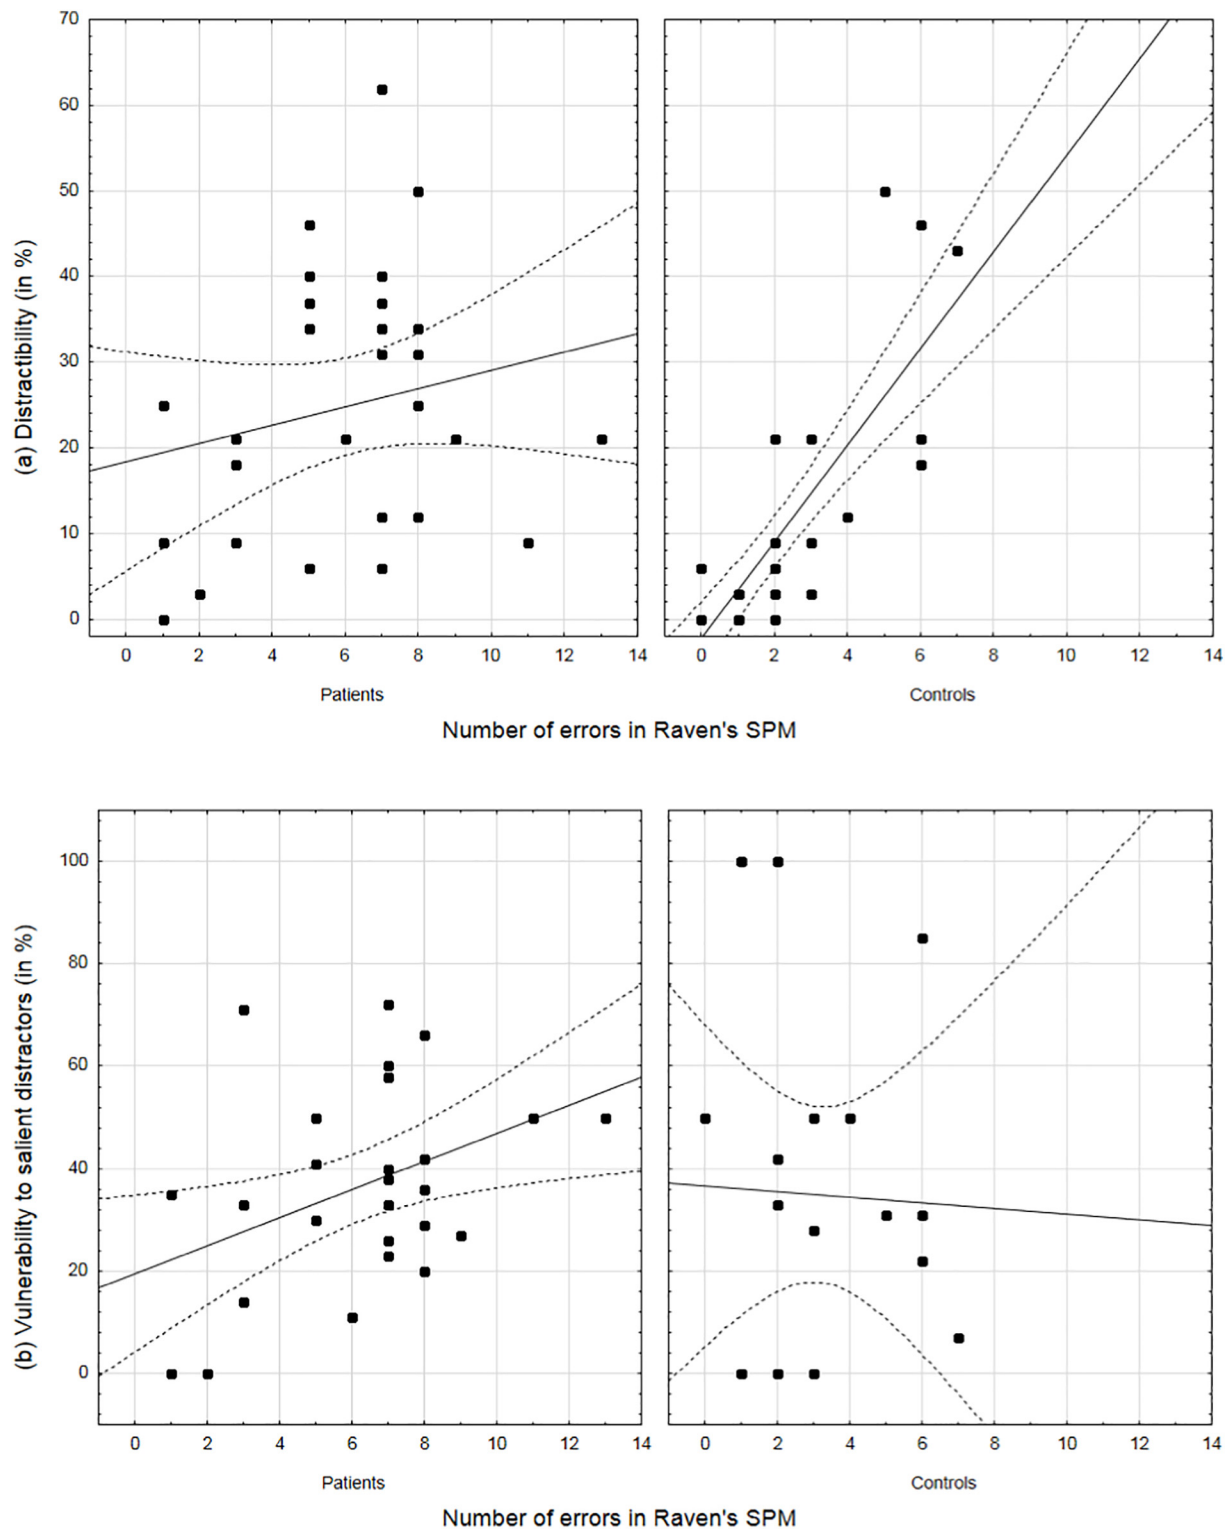 70
60
50
40
30
20
10
0
(a) Distractibility (in %)
0 2 4 6 8 10 12 14
0 2 4 6 8 10 12 14
Patients
Controls
Number of errors in Raven's SPM
100
80
60
40
20
0
(b) Vulnerability to salient distractors (in %)
0 2 4 6 8 10 12 14
0 2 4 6 8 10 12 14
Patients
Controls
Number of errors in Raven's SPM